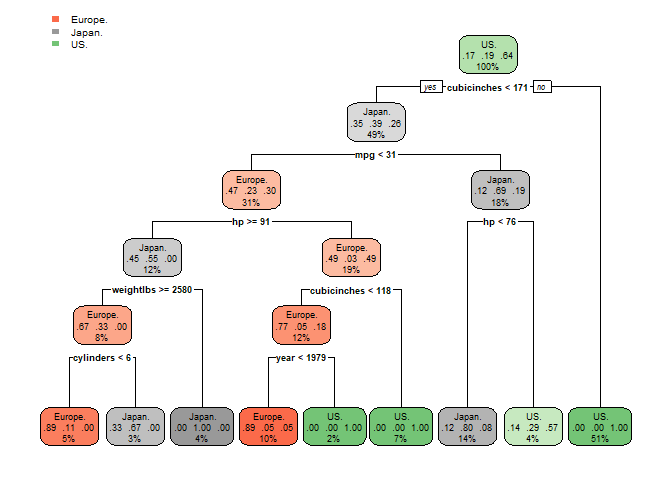 Europe.
Japan.
US.
US.
.17 .19 .64
100%
yes cubicinches < 171 no
Japan.
.35 .39 .26
49%
mpg < 31
Europe.
.47 .23 .30
31%
Japan.
.12 .69 .19
18%
hp >= 91
hp < 76
Japan.
.45 .55 .00
12%
Europe.
.49 .03 .49
19%
weightlbs >= 2580
cubicinches < 118
Europe.
.67 .33 .00
8%
Europe.
.77 .05 .18
12%
cylinders < 6
year < 1979
Europe.
.89 .11 .00
5%
Japan.
.33 .67 .00
3%
Japan.
.00 1.00 .00
4%
Europe.
.89 .05 .05
10%
US.
.00 .00 1.00
2%
US.
.00 .00 1.00
7%
Japan.
.12 .80 .08
14%
US.
.14 .29 .57
4%
US.
.00 .00 1.00
51%